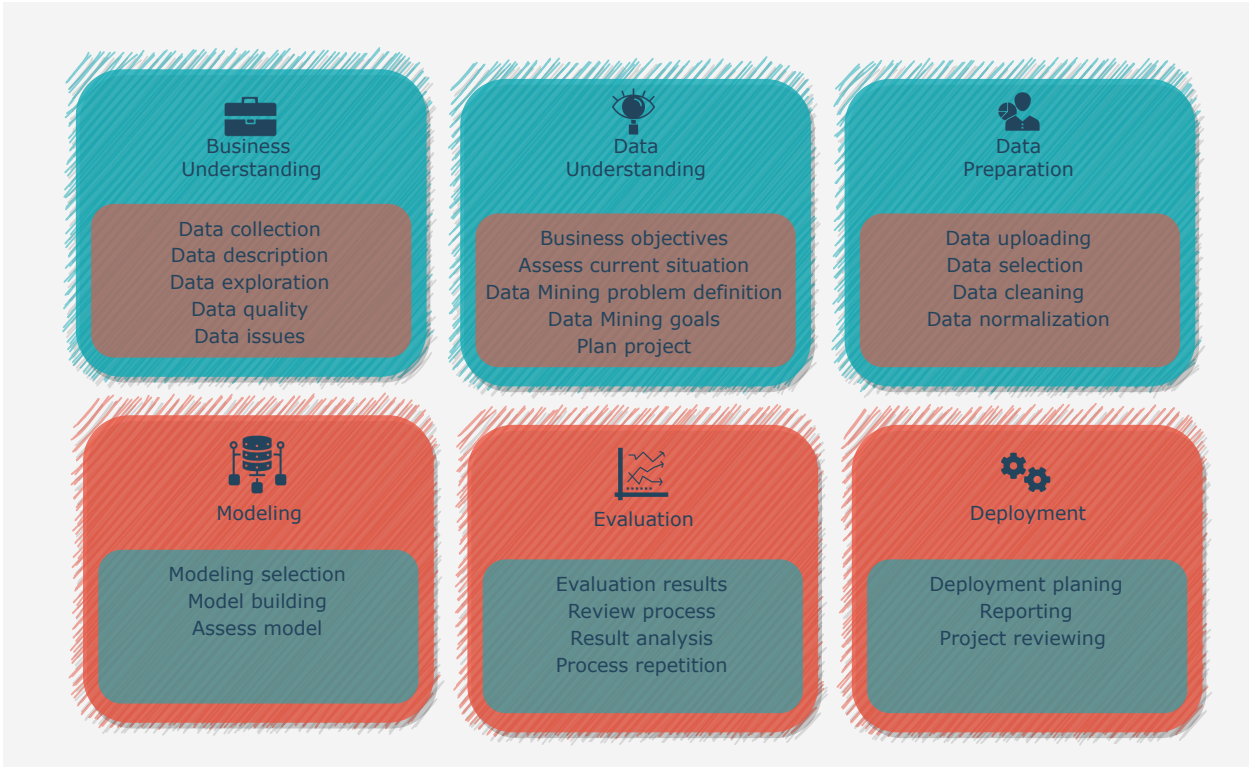 Business
Understanding
Data collection
Data description
Data exploration
Data quality
Data issues
Data
Understanding
Business objectives
Assess current situation
Data Mining problem definition
Data Mining goals
Plan project
Data
Preparation
Data uploading
Data selection
Data cleaning
Data normalization
Modeling
Modeling selection
Model building
Assess model
Evaluation
Evaluation results
Review process
Result analysis
Process repetition
Deployment
Deployment planing
Reporting
Project reviewing